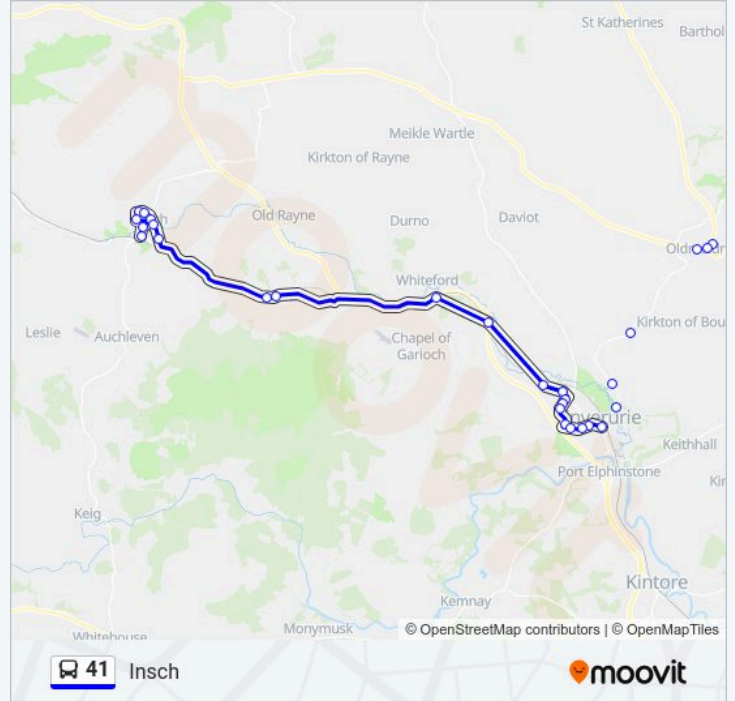 St Katherines
Barthol
Meikle Wartle
Kirkton of Rayne
Old Rayne
Durno
Daviot
Whiteford
Kirkton of Bou
Leslie
Auchleven
Chapel of
Garioch
Keithhall
Port Elphinstone
Kir
Keig
Kintore
Kemnay
Monymusk
Whitehouse
© OpenStreetMap contributors | © OpenMapTiles
41 Insch
moovit